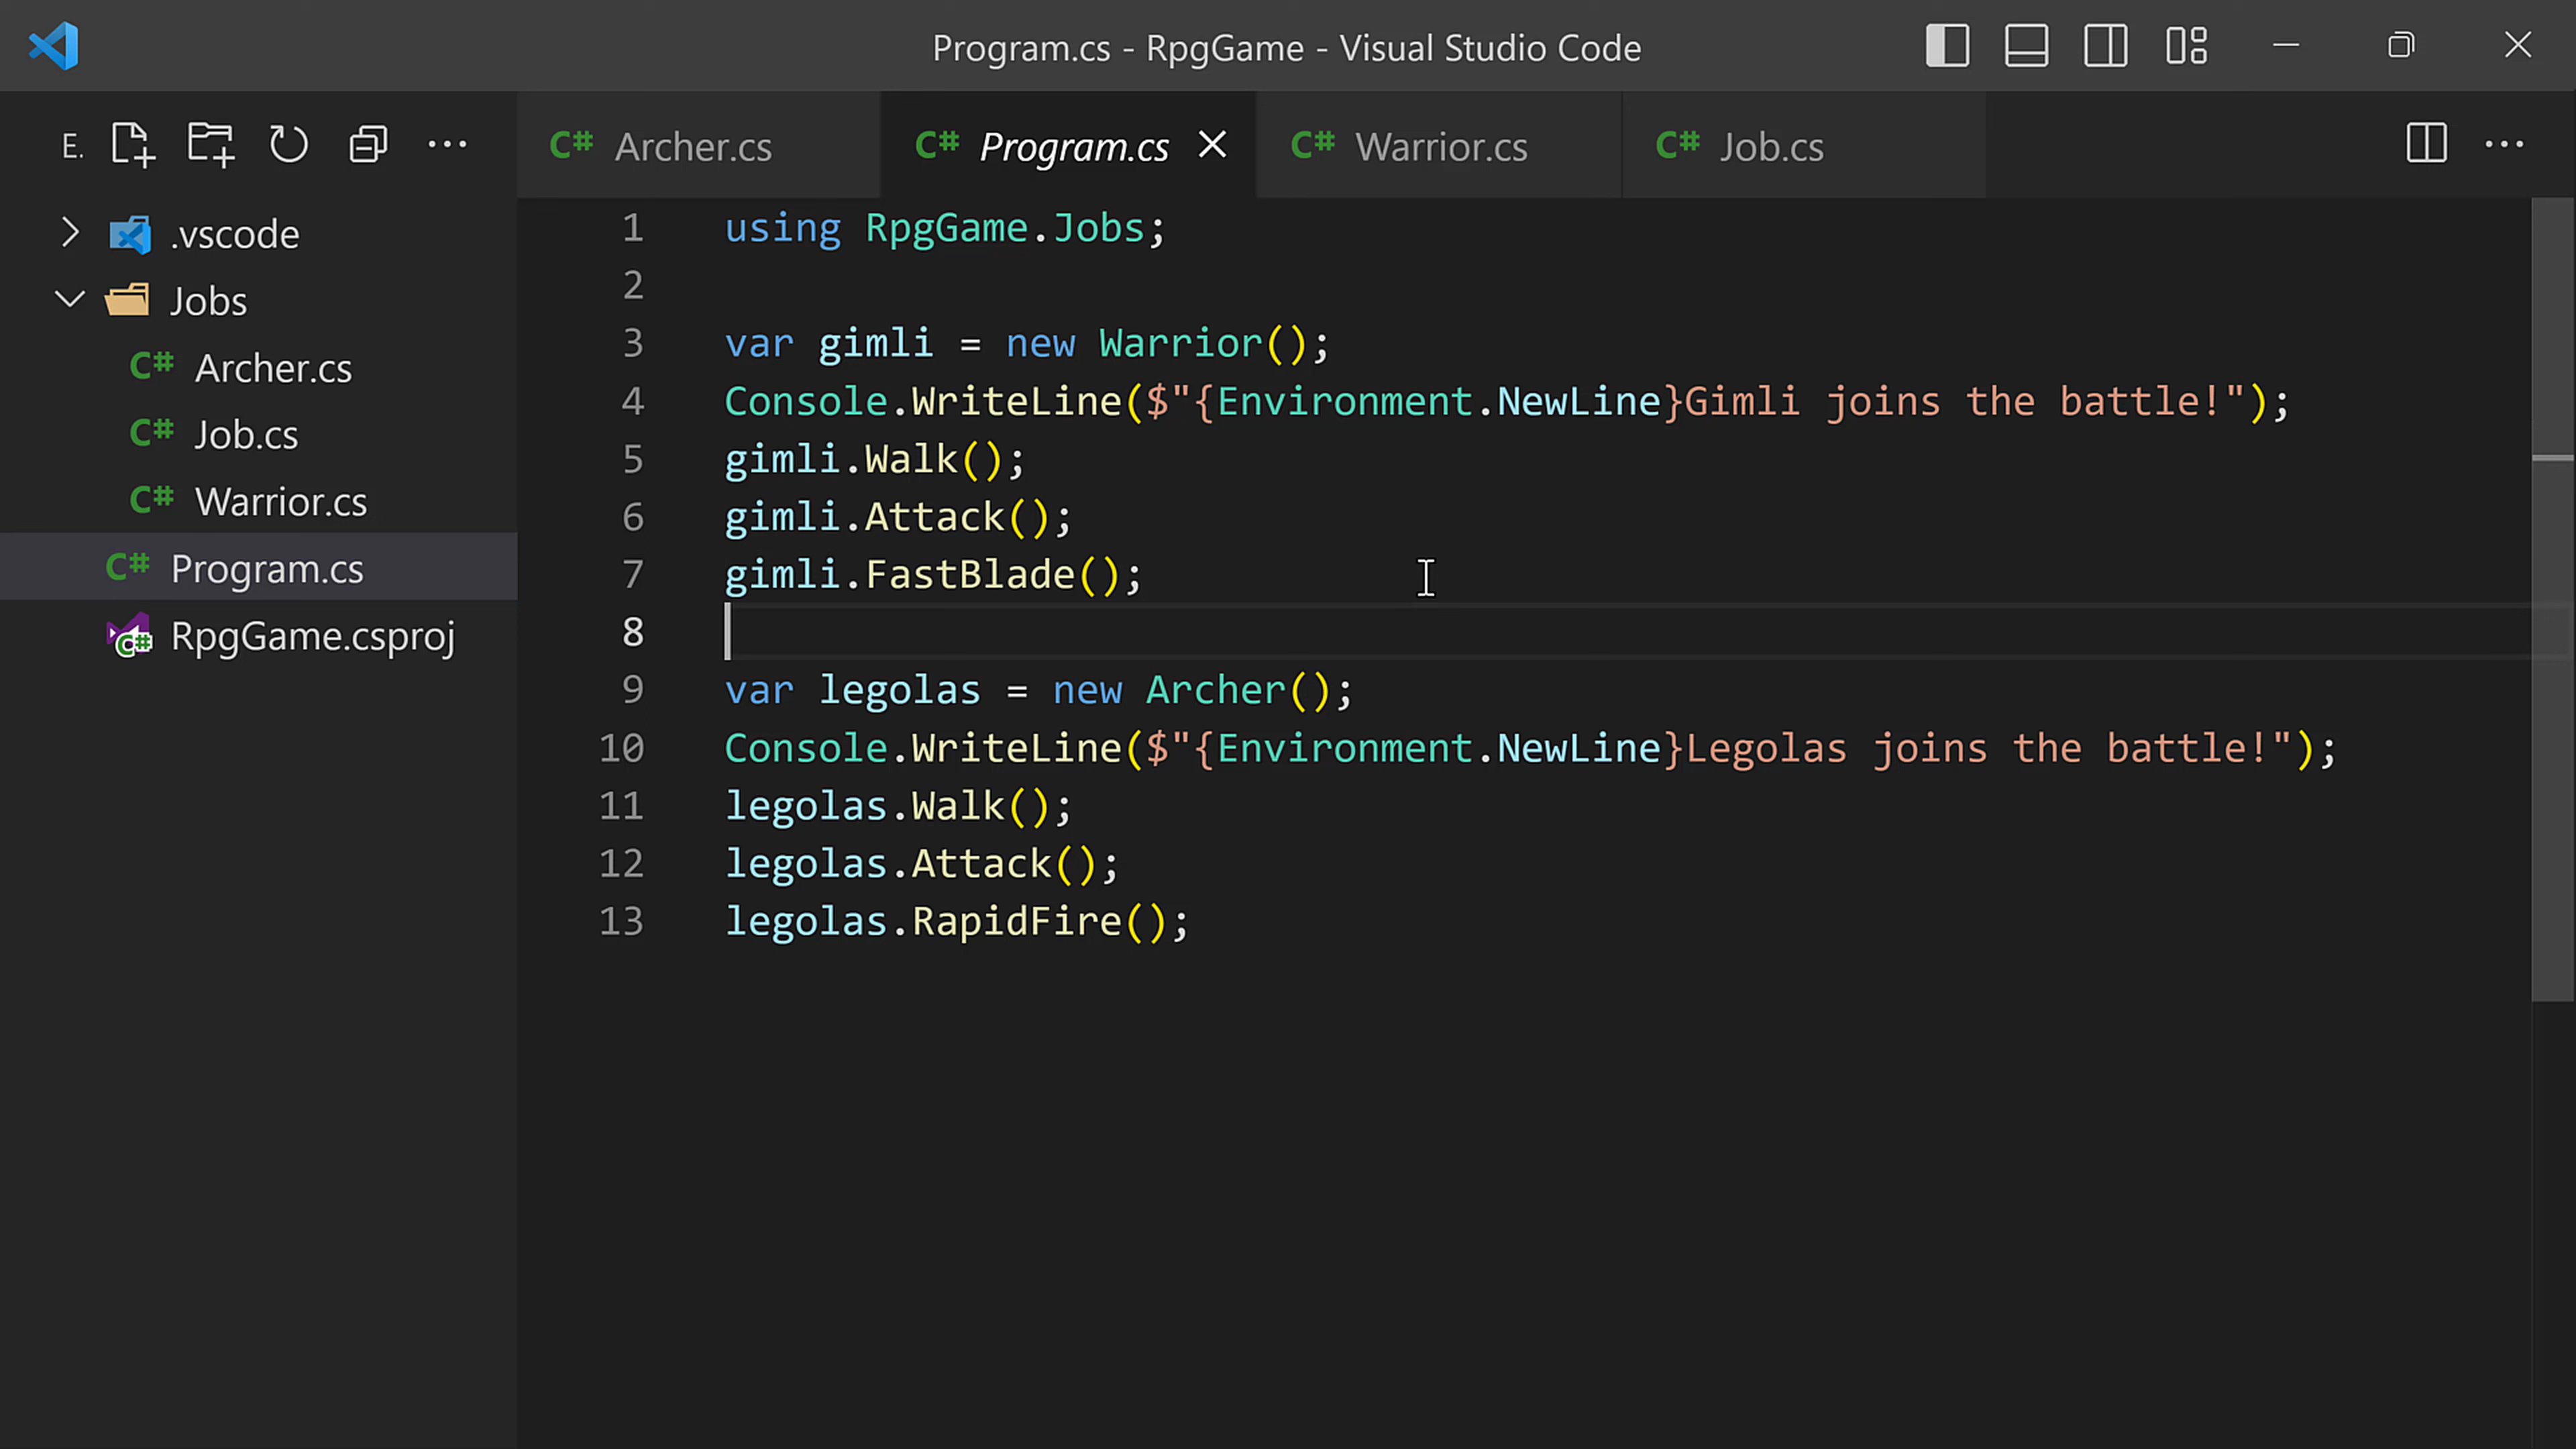 Program.cs - RpgGame - Visual Studio Code
E.
C# Archer.cs
C# Program.cs
C# Warrior.cs
C# Job.cs
.vscode
Jobs
C# Archer.cs
C# Job.cs
C# Warrior.cs
C# Program.cs
C# RpgGame.csproj
1 using RpgGame.Jobs;
2
3 var gimli = new Warrior();
4 Console.WriteLine($"{Environment.NewLine}Gimli joins the battle!");
5 gimli.Walk();
6 gimli.Attack();
7 gimli.FastBlade();
8
9 var legolas = new Archer();
10 Console.WriteLine($"{Environment.NewLine}Legolas joins the battle!");
11 legolas.Walk();
12 legolas.Attack();
13 legolas.RapidFire();